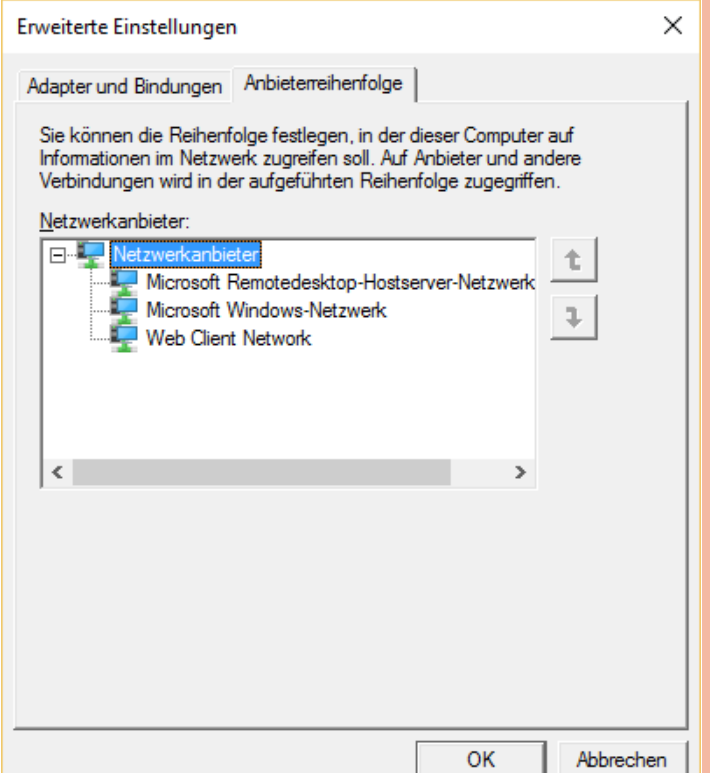 Erweiterte Einstellungen
Adapter und Bindungen
Anbieterreihenfolge
Sie können die Reihenfolge festlegen, in der dieser Computer auf
Informationen im Netzwerk zugreifen soll. Auf Anbieter und andere
Verbindungen wird in der aufgeführten Reihenfolge zugegriffen.
Netzwerkanbieter:
Netzwerkanbieter
Microsoft Remotedesktop-Hostserver-Netzwerk
Microsoft Windows-Netzwerk
Web Client Network
OK
Abbrechen